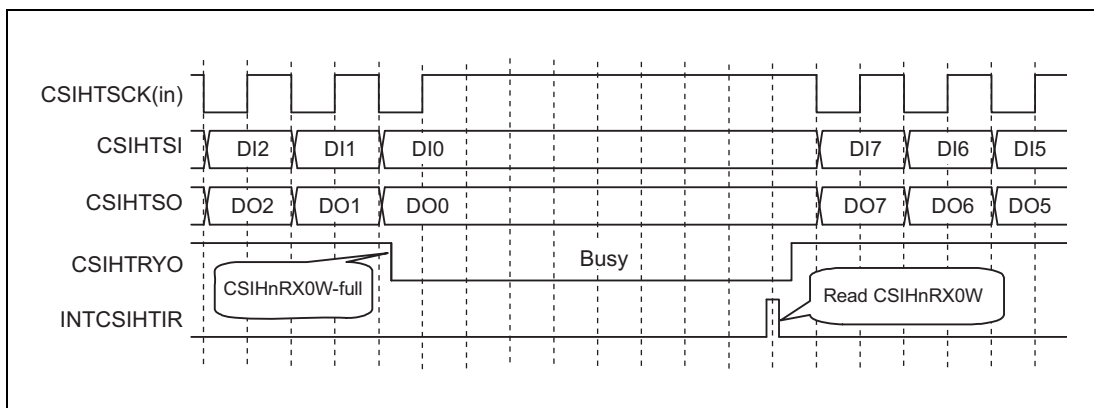 CSIHTSCK(in)
CSIHTSI DI2 DI1 DI0 DI7 DI6 DI5
CSIHTSO DO2 DO1 DO0 DO7 DO6 DO5
CSIHTRYO Busy
CSIHnRX0W-full
Read CSIHnRX0W
INTCSIHTIR